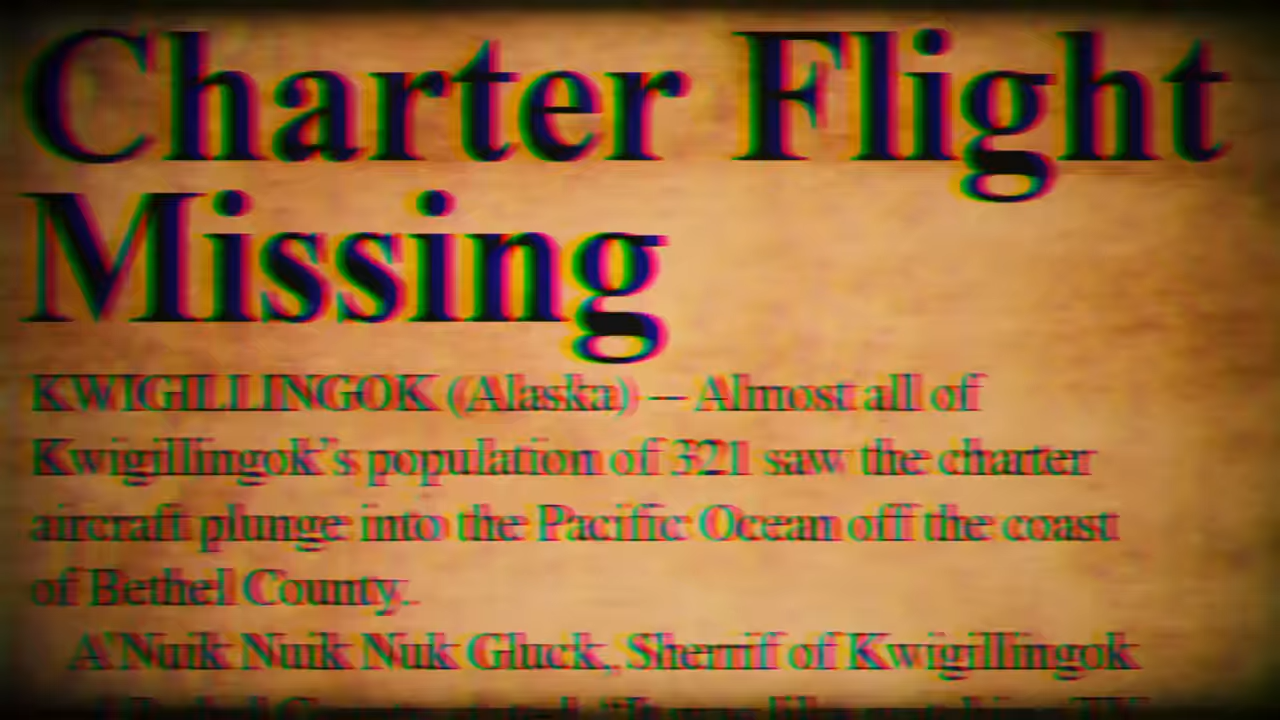 Charter Flight
Missing
KWIGILLINGOK (Alaska) – Almost all of
Kwigillingok's population of 321 saw the charter
aircraft plunge into the Pacific Ocean off the coast
of Bethel County.
A'Nuik Nuik Nuk Gluck, Sherrif of Kwigillingok